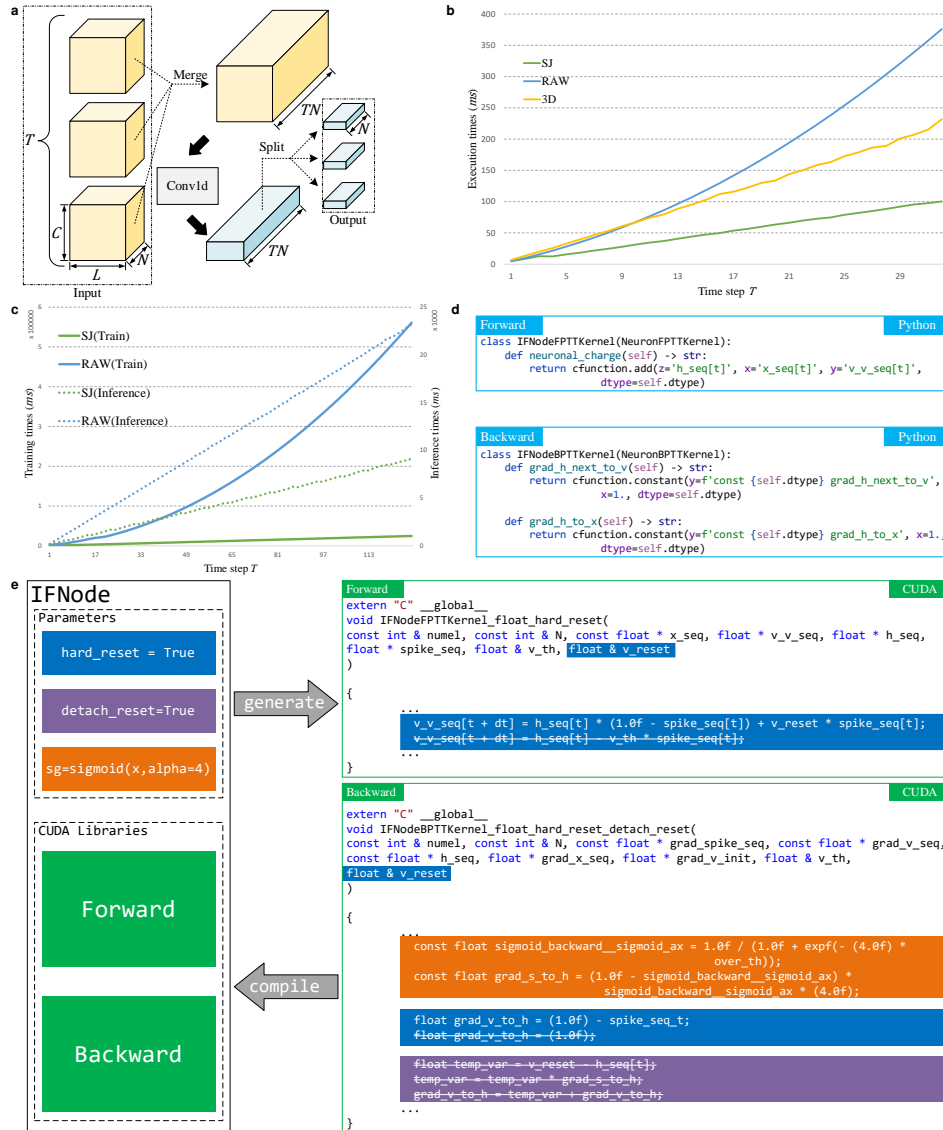 a
T
Merge
TN
N
Split
Conv1d
C
L
N
TN
Output
Input
b
400
350
300
250
200
150
100
50
0
Execution times (ms)
SJ
RAW
3D
1 5 9 13 17 21 25 29
Time step T
c
x 100000
x 1000
6
5
4
3
2
1
0
25
20
15
10
5
0
Training times (ms)
Inference times (ms)
SJ(Train)
RAW(Train)
SJ(Inference)
RAW(Inference)
1 17 33 49 65 81 97 113
Time step T
d
Forward Python
class IFNodeFPTTKernel(NeuronFPTTKernel):
def neuronal_charge(self) -> str:
return cfunction.add(z='h_seq[t]', x='x_seq[t]', y='v_v_seq[t]',
dtype=self.dtype)
Backward Python
class IFNodeBPTTKernel(NeuronBPTTKernel):
def grad_h_next_to_v(self) -> str:
return cfunction.constant(y=f'const {self.dtype} grad_h_next_to_v',
x=1., dtype=self.dtype)
def grad_h_to_x(self) -> str:
return cfunction.constant(y=f'const {self.dtype} grad_h_to_x', x=1.,
dtype=self.dtype)
e
IFNode
Parameters
hard_reset = True
detach_reset=True
sg=sigmoid(x,alpha=4)
CUDA Libraries
Forward
Backward
generate
compile
Forward CUDA
extern "C" __global__
void IFNodeFPTTKernel_float_hard_reset(
const int & numel, const int & N, const float * x_seq, float * v_v_seq, float * h_seq,
float * spike_seq, float & v_th, float & v_reset
)
{
...
v_v_seq[t + dt] = h_seq[t] * (1.0f - spike_seq[t]) + v_reset * spike_seq[t];
v_v_seq[t + dt] = h_seq[t] - v_th * spike_seq[t];
...
}
Backward CUDA
extern "C" __global__
void IFNodeBPTTKernel_float_hard_reset_detach_reset(
const int & numel, const int & N, const float * grad_spike_seq, const float * grad_v_seq,
const float * h_seq, float * grad_x_seq, float * grad_v_init, float & v_th,
float & v_reset
)
{
...
const float sigmoid_backward__sigmoid_ax = 1.0f / (1.0f + expf(- (4.0f) *
over_th));
const float grad_s_to_h = (1.0f - sigmoid_backward__sigmoid_ax) *
sigmoid_backward__sigmoid_ax * (4.0f);
float grad_v_to_h = (1.0f) - spike_seq_t;
float grad_v_to_h = (1.0f);
float temp_var = v_reset - h_seq[t];
temp_var = temp_var * grad_s_to_h;
grad_v_to_h = temp_var + grad_v_to_h;
...
}